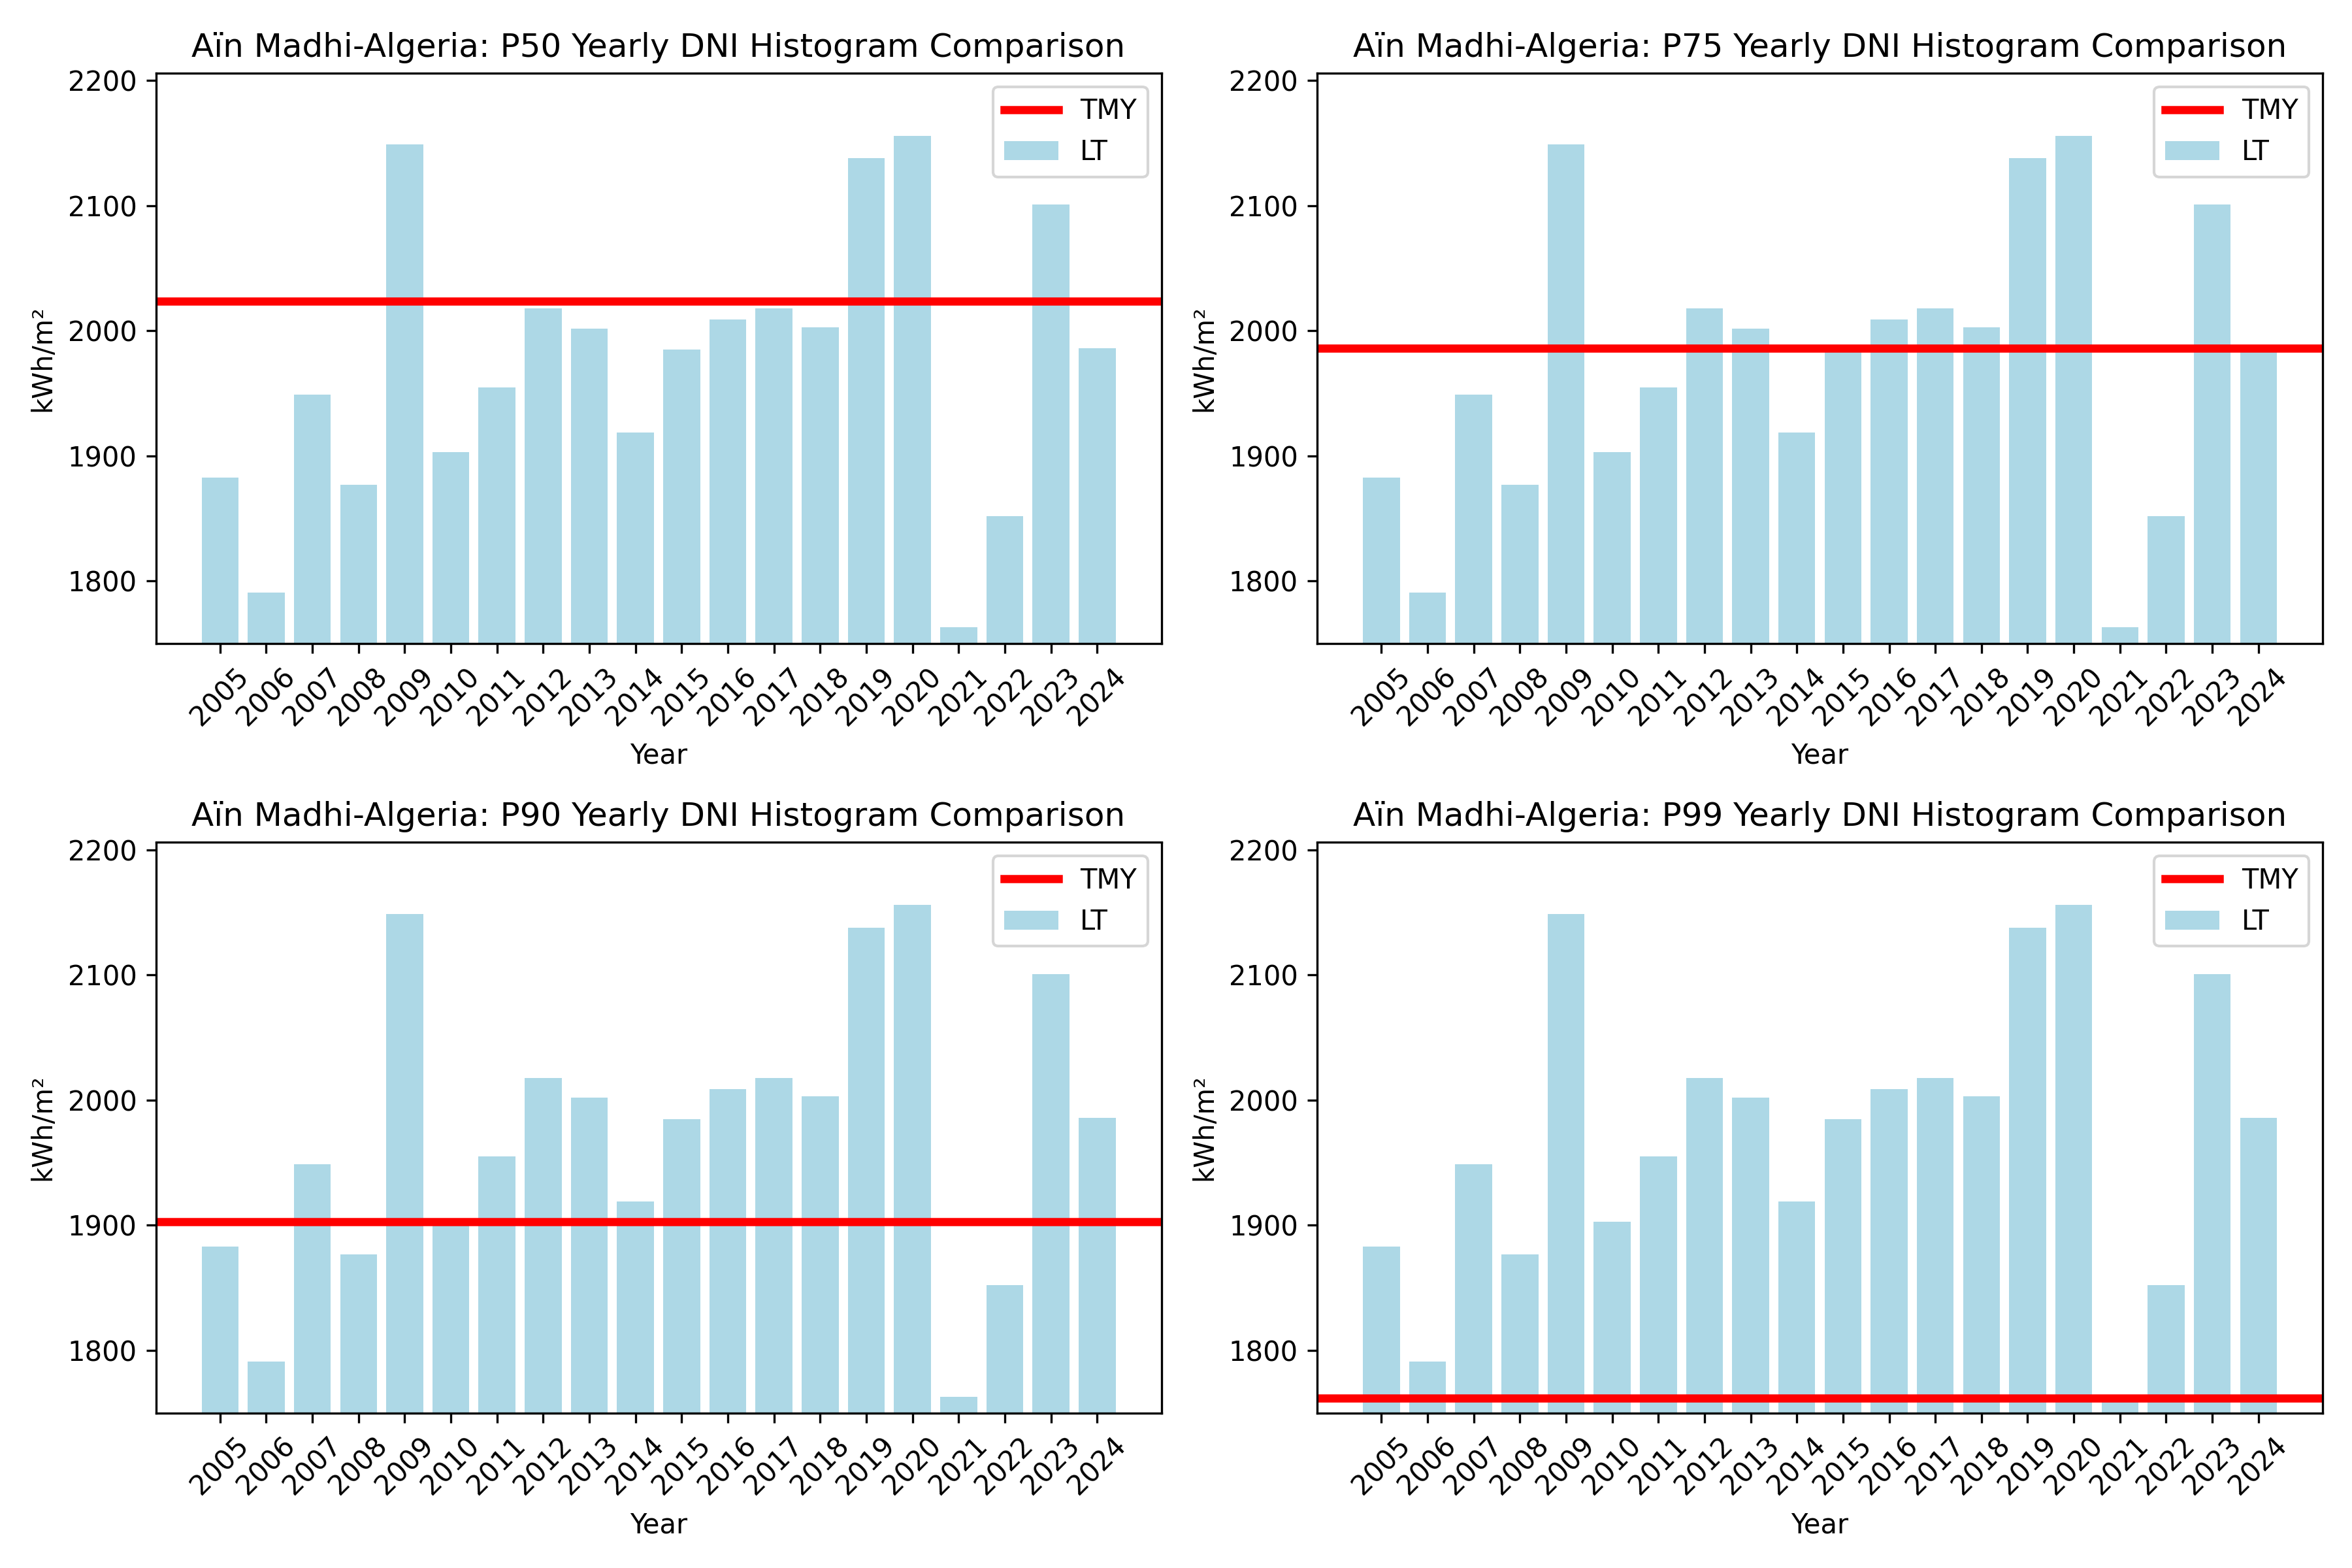 Aïn Madhi-Algeria: P50 Yearly DNI Histogram Comparison
2200
2100
2000
1900
1800
kWh/m²
TMY
LT
2005 2006 2007 2008 2009 2010 2011 2012 2013 2014 2015 2016 2017 2018 2019 2020 2021 2022 2023 2024
Year
Aïn Madhi-Algeria: P75 Yearly DNI Histogram Comparison
2200
2100
2000
1900
1800
kWh/m²
TMY
LT
2005 2006 2007 2008 2009 2010 2011 2012 2013 2014 2015 2016 2017 2018 2019 2020 2021 2022 2023 2024
Year
Aïn Madhi-Algeria: P90 Yearly DNI Histogram Comparison
2200
2100
2000
1900
1800
kWh/m²
TMY
LT
2005 2006 2007 2008 2009 2010 2011 2012 2013 2014 2015 2016 2017 2018 2019 2020 2021 2022 2023 2024
Year
Aïn Madhi-Algeria: P99 Yearly DNI Histogram Comparison
2200
2100
2000
1900
1800
kWh/m²
TMY
LT
2005 2006 2007 2008 2009 2010 2011 2012 2013 2014 2015 2016 2017 2018 2019 2020 2021 2022 2023 2024
Year